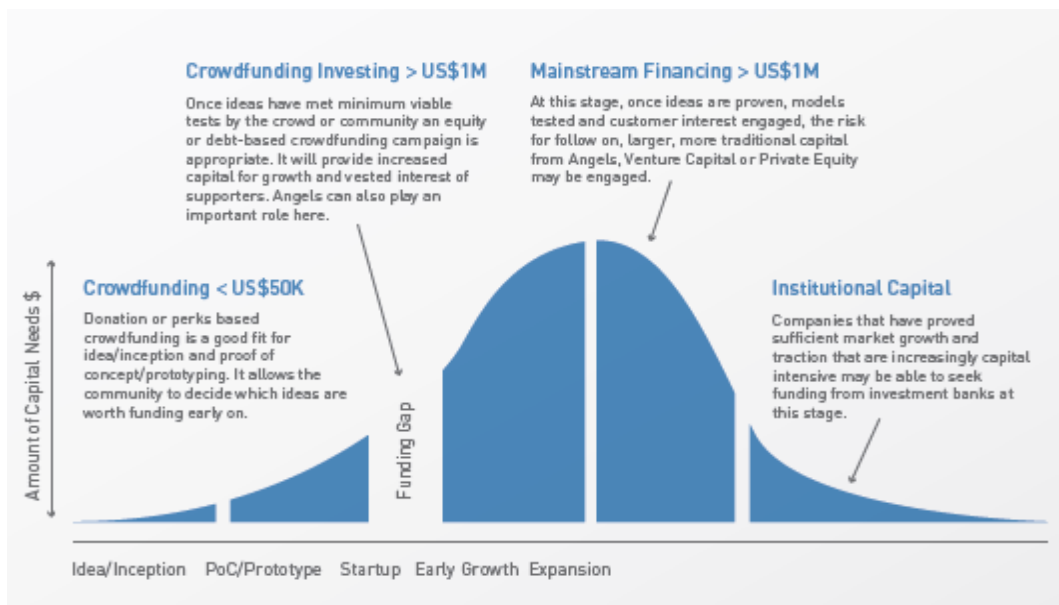 Crowdfunding Investing > US$1M
Once ideas have met minimum viable
tests by the crowd or community an equity
or debt-based crowdfunding campaign is
appropriate. It will provide increased
capital for growth and vested interest of
supporters. Angels can also play an
important role here.
Mainstream Financing > US$1M
At this stage, once ideas are proven, models
tested and customer interest engaged, the risk
for follow on, larger, more traditional capital
from Angels, Venture Capital or Private Equity
may be engaged.
Crowdfunding < US$50K
Donation or perks based
crowdfunding is a good fit for
idea/inception and proof of
concept/prototyping. It allows the
community to decide which ideas are
worth funding early on.
Institutional Capital
Companies that have proved
sufficient market growth and
traction that are increasingly capital
intensive may be able to seek
funding from investment banks at
this stage.
Amount of Capital Needs $
Funding Gap
Idea/Inception PoC/Prototype Startup Early Growth Expansion